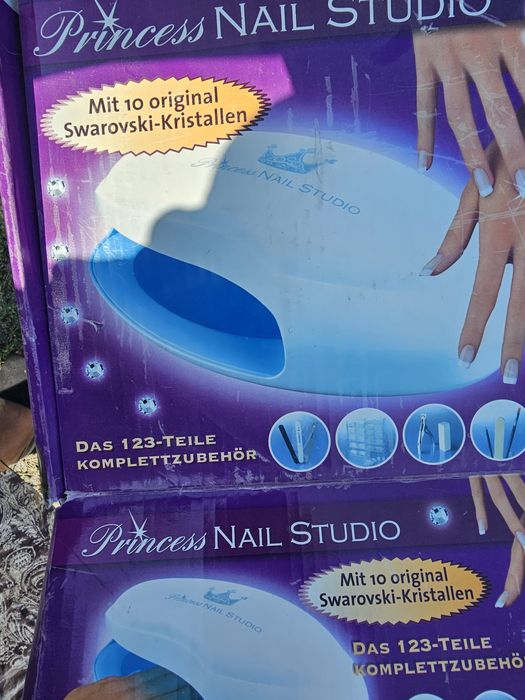 Princess NAIL STUDIO
Mit 10 original
Swarovski-Kristallen
Princess NAIL STUDIO
DAS 123-TEILE
KOMPLETTZUBEHÖR
Princess NAIL STUDIO
Mit 10 original
Swarovski-Kristallen
Princess NAIL STUDIO
DAS 123-TEILE
KOMPLETTZUBEHÖR